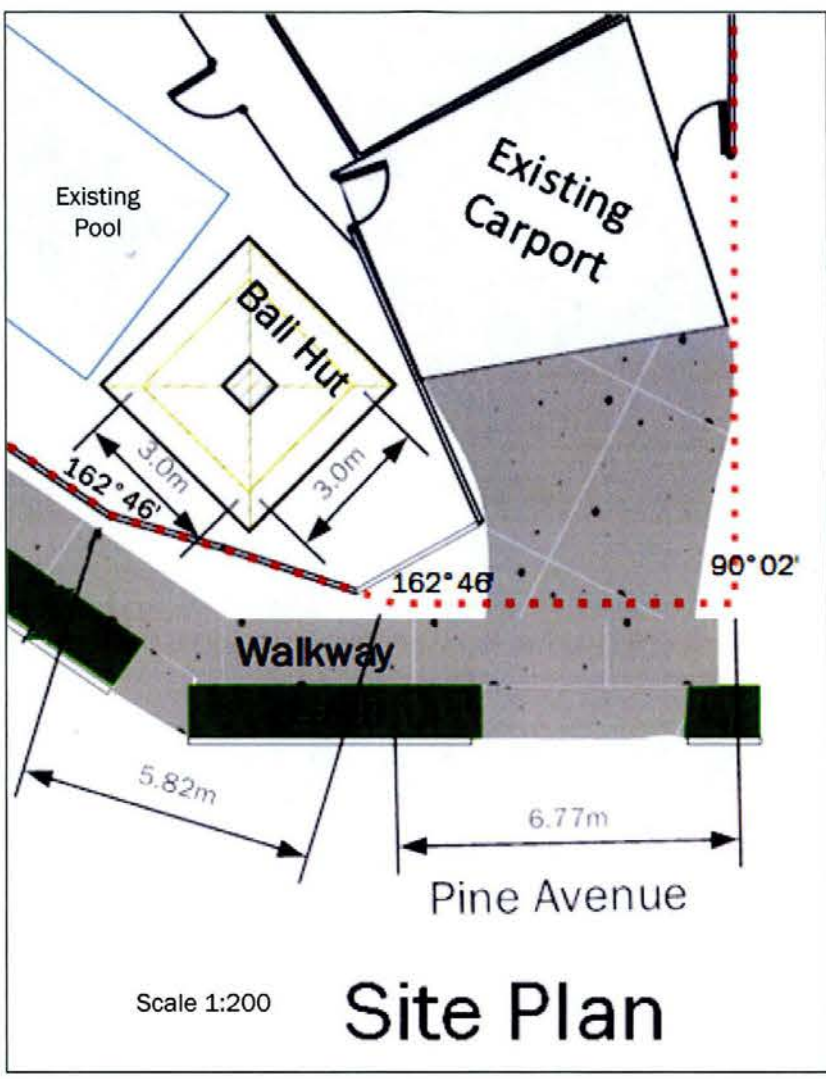 Existing
Pool
Existing
Carport
Bali Hut
3.0m
3.0m
162°46'
162°46'
90°02'
Walkway
5.82m
6.77m
Pine Avenue
Scale 1:200
Site Plan